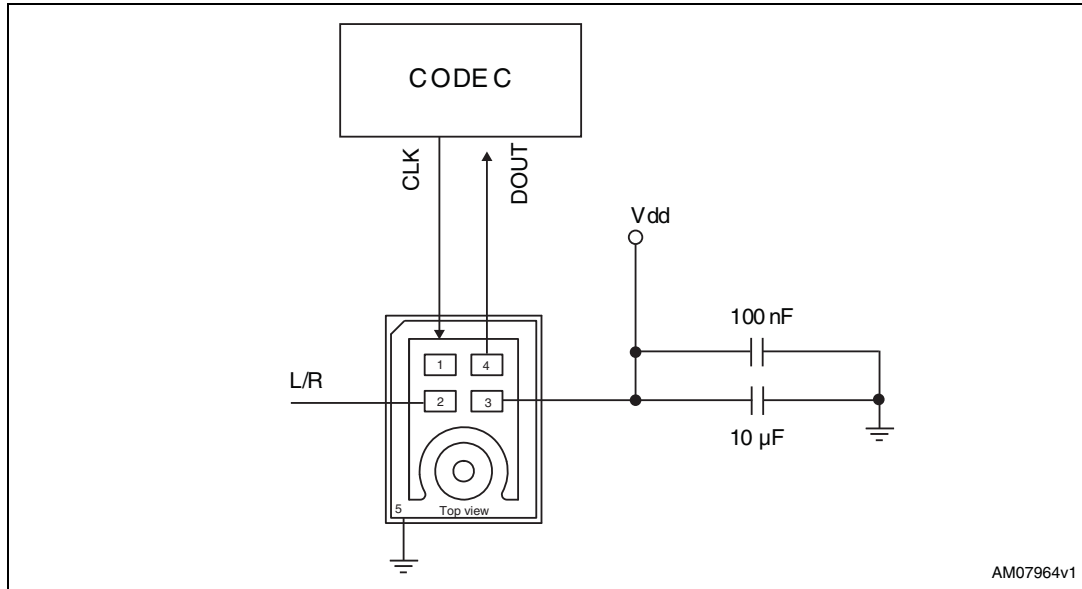 CODEC
CLK
DOUT
Vdd
100 nF
1
4
L/R
2
3
10 µF
5
Top view
AM07964v1